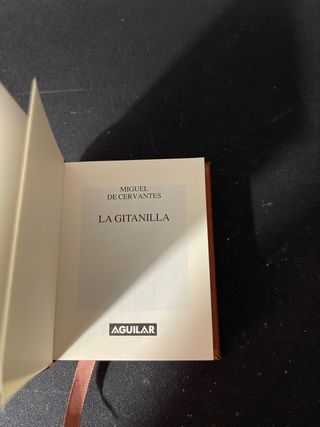 MIGUEL
DE CERVANTES
LA GITANILLA
AGUILAR